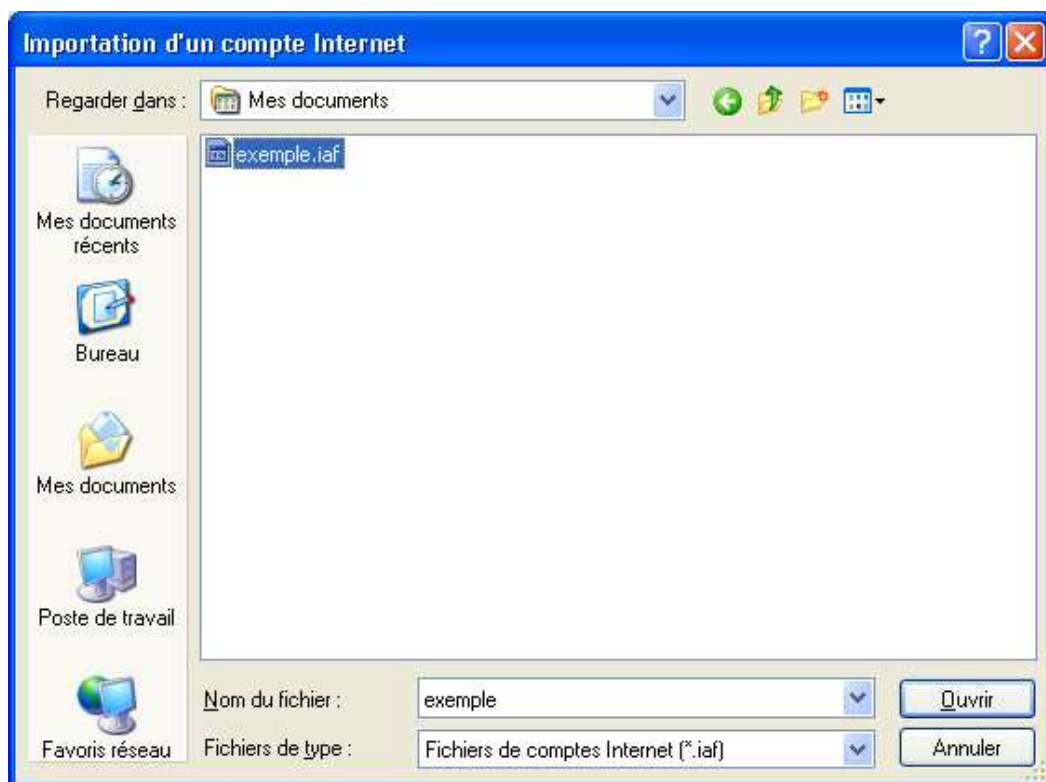 Importation d'un compte Internet
Regarder dans :
Mes documents
exemple.iaf
Mes documents
récents
Bureau
Mes documents
Poste de travail
Favoris réseau
Nom du fichier :
exemple
Ouvrir
Fichiers de type :
Fichiers de comptes Internet (*.iaf)
Annuler